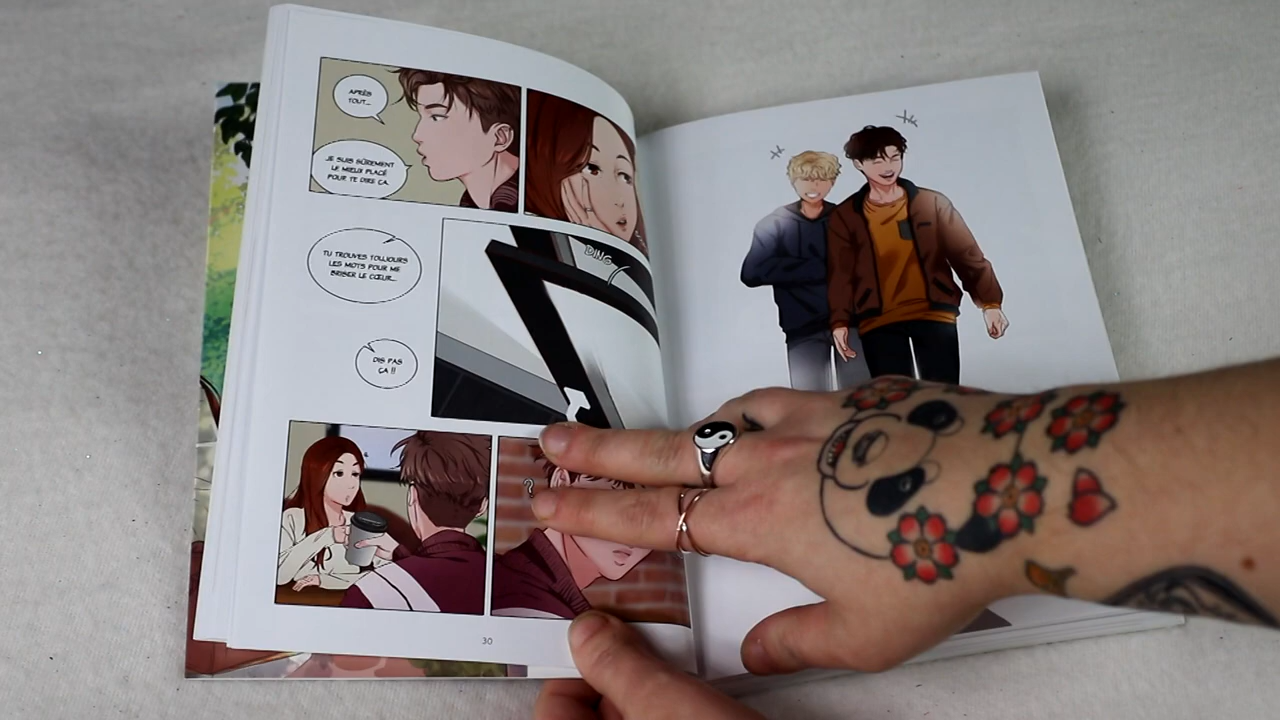 APRÈS
TOUT...
JE SUIS SÛREMENT
LE MIEUX PLACÉ
POUR TE DIRE ÇA.
TU TROUVES TOUJOURS
LES MOTS POUR ME
BRISER LE CŒUR...
DING
DIS PAS
ÇA !!
?
30